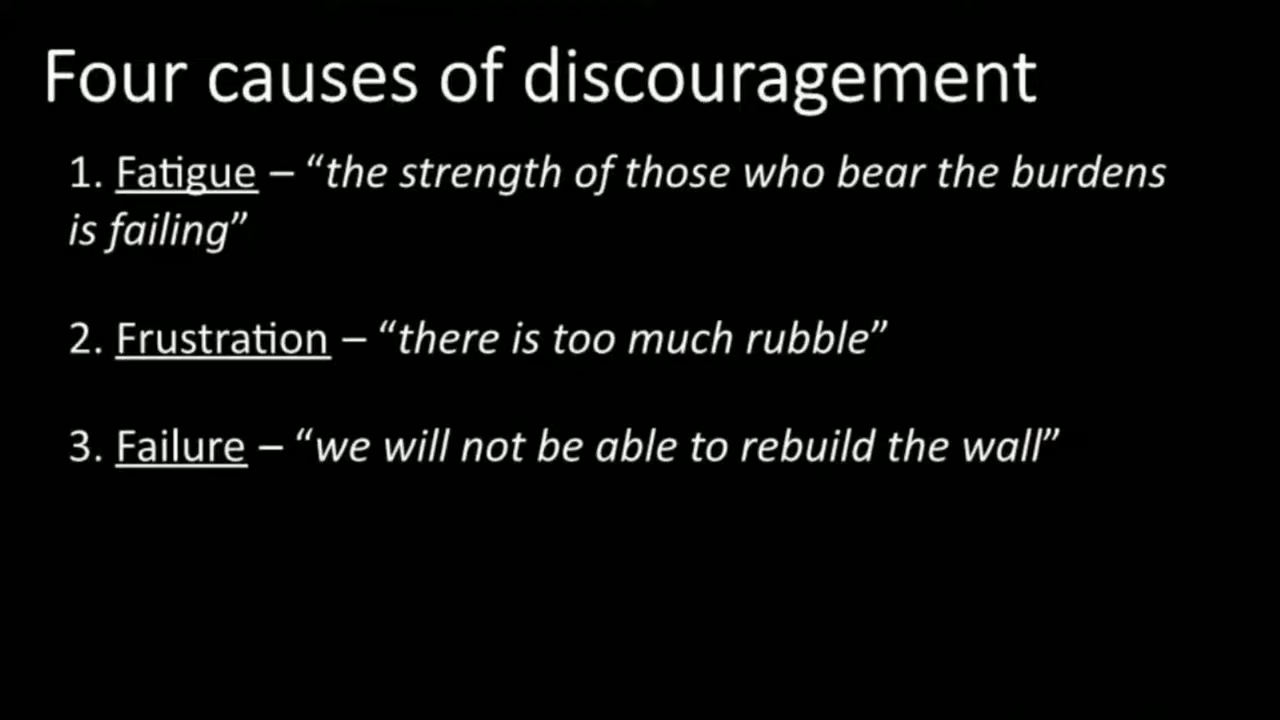 Four causes of discouragement
1. Fatigue – “the strength of those who bear the burdens
is failing”
2. Frustration – “there is too much rubble”
3. Failure – “we will not be able to rebuild the wall”